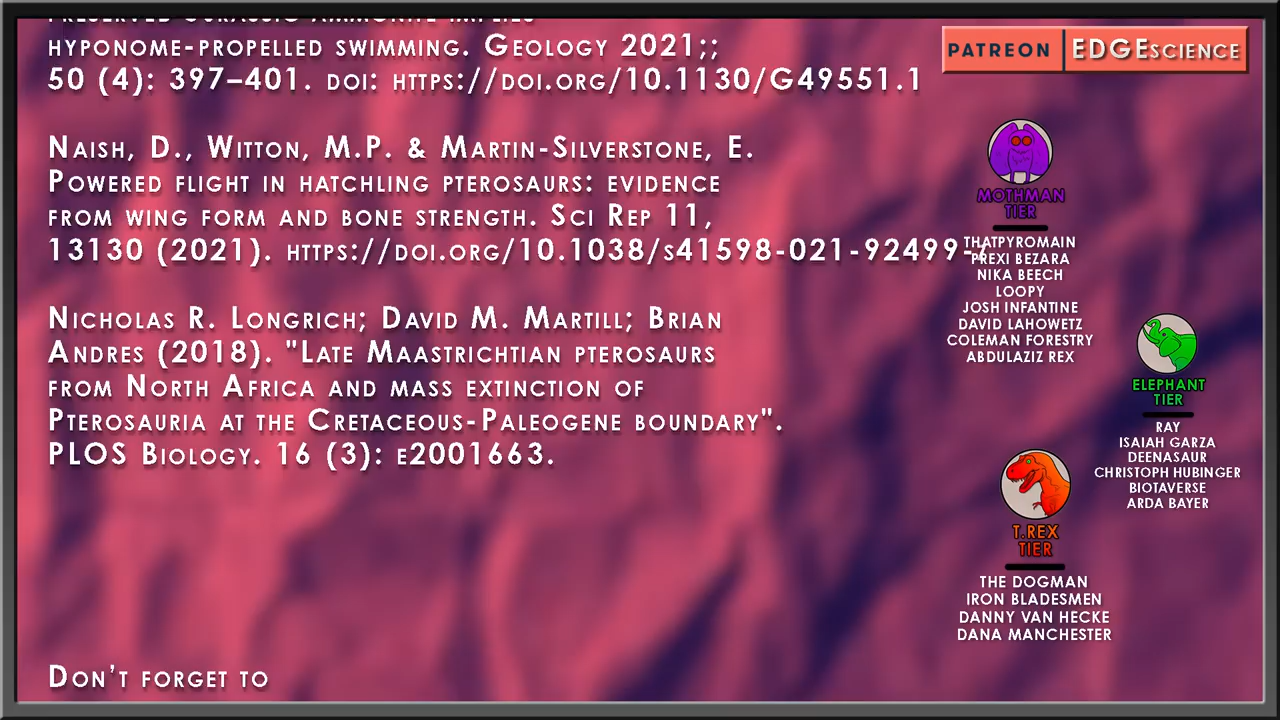 PRESERVED JURASSIC AMMONITE IMPLIES
HYPONOME-PROPELLED SWIMMING. GEOLOGY 2021;;
50 (4): 397–401. DOI: HTTPS://DOI.ORG/10.1130/G49551.1
NAISH, D., WITTON, M.P. & MARTIN-SILVERSTONE, E.
POWERED FLIGHT IN HATCHLING PTEROSAURS: EVIDENCE
FROM WING FORM AND BONE STRENGTH. SCI REP 11,
13130 (2021). HTTPS://DOI.ORG/10.1038/S41598-021-92499-
NICHOLAS R. LONGRICH; DAVID M. MARTILL; BRIAN
ANDRES (2018). "LATE MAASTRICHTIAN PTEROSAURS
FROM NORTH AFRICA AND MASS EXTINCTION OF
PTEROSAURIA AT THE CRETACEOUS-PALEOGENE BOUNDARY".
PLOS BIOLOGY. 16 (3): E2001663.
DON'T FORGET TO
PATREON EDGESCIENCE
MOTHMAN
TIER
THATPYROMAIN
PREXI BEZARA
NIKA BEECH
LOOPY
JOSH INFANTINE
DAVID LAHOWETZ
COLEMAN FORESTRY
ABDULAZIZ REX
ELEPHANT
TIER
RAY
ISAIAH GARZA
DEENASAUR
CHRISTOPH HUBINGER
BIOTAVERSE
ARDA BAYER
T.REX
TIER
THE DOGMAN
IRON BLADESMEN
DANNY VAN HECKE
DANA MANCHESTER